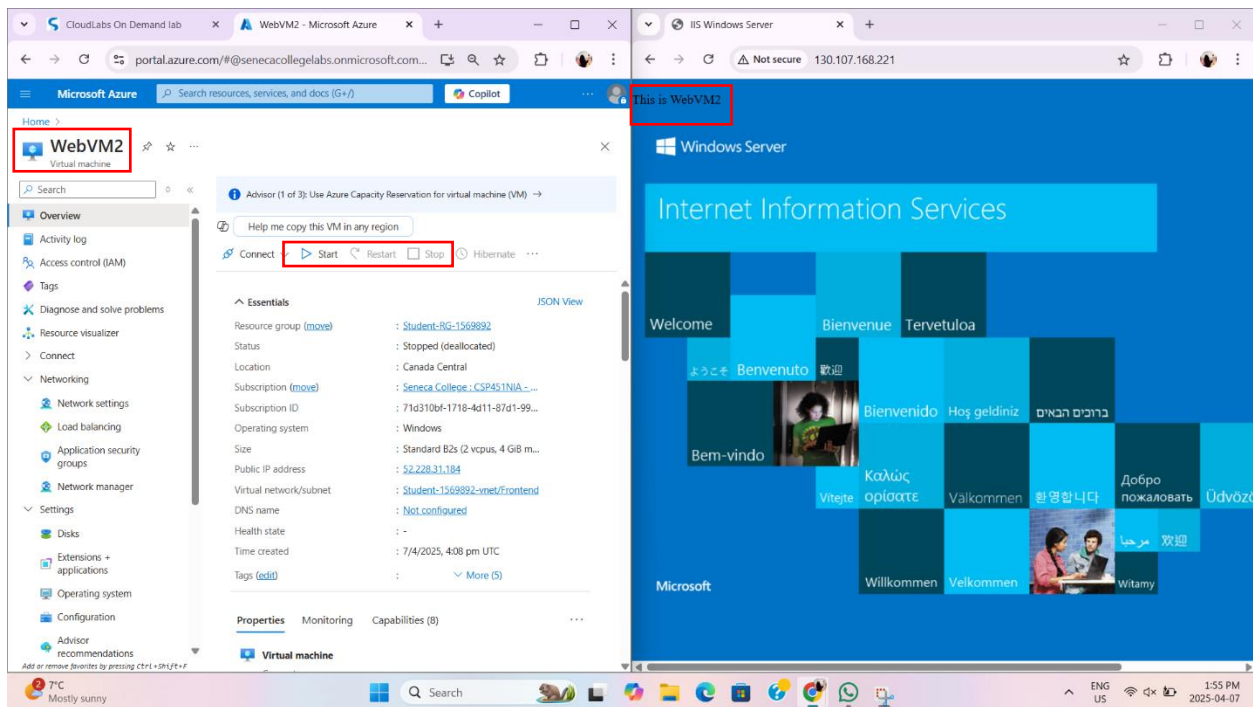 CloudLabs On Demand lab
WebVM2 - Microsoft Azure
portal.azure.com/#@senecacollegelabs.onmicrosoft.com...
Microsoft Azure
Search resources, services, and docs (G+/)
Copilot
Home >
WebVM2
Virtual machine
Search
Overview
Activity log
Access control (IAM)
Tags
Diagnose and solve problems
Resource visualizer
Connect
Networking
Network settings
Load balancing
Application security
groups
Network manager
Settings
Disks
Extensions +
applications
Operating system
Configuration
Advisor
recommendations
Add or remove favorites by pressing Ctrl+Shift+F
Advisor (1 of 3): Use Azure Capacity Reservation for virtual machine (VM) →
Help me copy this VM in any region
Connect Start Restart Stop Hibernate ...
Essentials JSON View
Resource group (move) : Student-RG-1569892
Status : Stopped (deallocated)
Location : Canada Central
Subscription (move) : Seneca College : CSP451NIA - ...
Subscription ID : 71d310bf-1718-4d11-87d1-99...
Operating system : Windows
Size : Standard B2s (2 vcpus, 4 GiB m...
Public IP address : 52.228.31.184
Virtual network/subnet : Student-1569892-vnet/Frontend
DNS name : Not configured
Health state : -
Time created : 7/4/2025, 4:08 pm UTC
Tags (edit) : More (5)
Properties Monitoring Capabilities (8) ...
Virtual machine
IIS Windows Server
Not secure 130.107.168.221
This is WebVM2
Windows Server
Internet Information Services
Welcome
Bienvenue
Tervetuloa
ようこそ
Benvenuto
歡迎
Bienvenido
Hoş geldiniz
ברוכים הבאים
Bem-vindo
Vítejte
Καλώς
ορίσατε
Välkommen
환영합니다
Добро
пожаловать
Üdvözö
Microsoft
Willkommen
Velkommen
مرحبا
欢迎
Witamy
2
7°C
Mostly sunny
Search
ENG
US
1:55 PM
2025-04-07